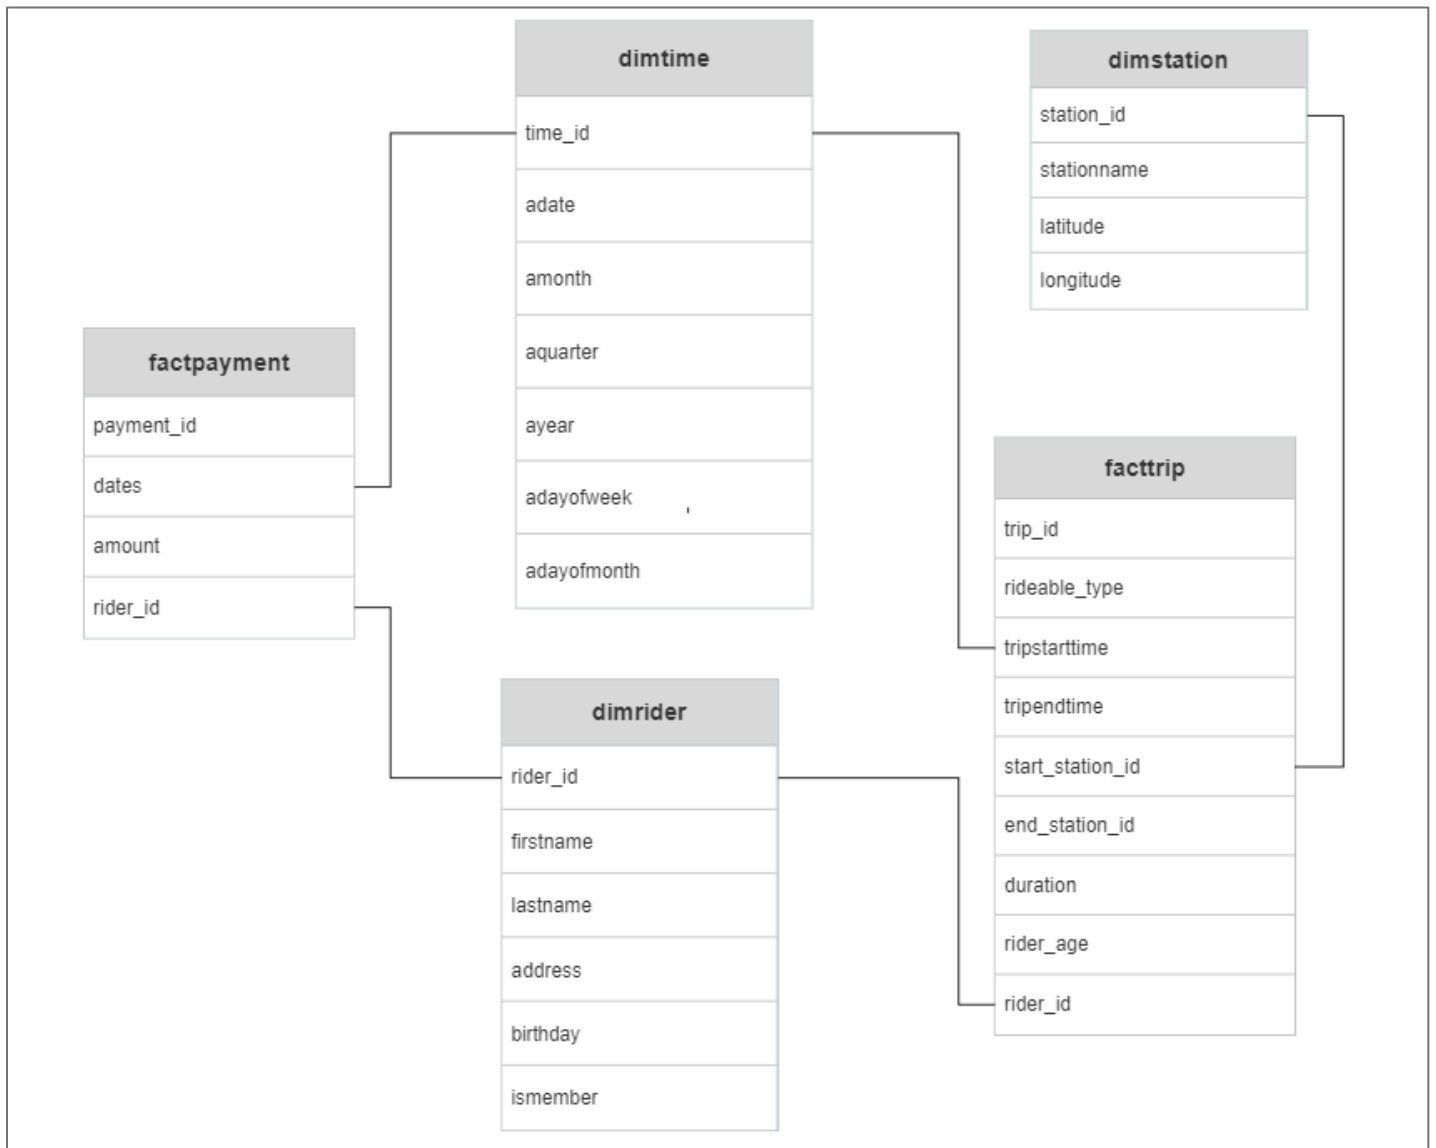 dimtime
time_id
adate
amonth
aquarter
ayear
adayofweek
adayofmonth
dimstation
station_id
stationname
latitude
longitude
factpayment
payment_id
dates
amount
rider_id
facttrip
trip_id
rideable_type
tripstarttime
tripendtime
start_station_id
end_station_id
duration
rider_age
rider_id
dimrider
rider_id
firstname
lastname
address
birthday
ismember